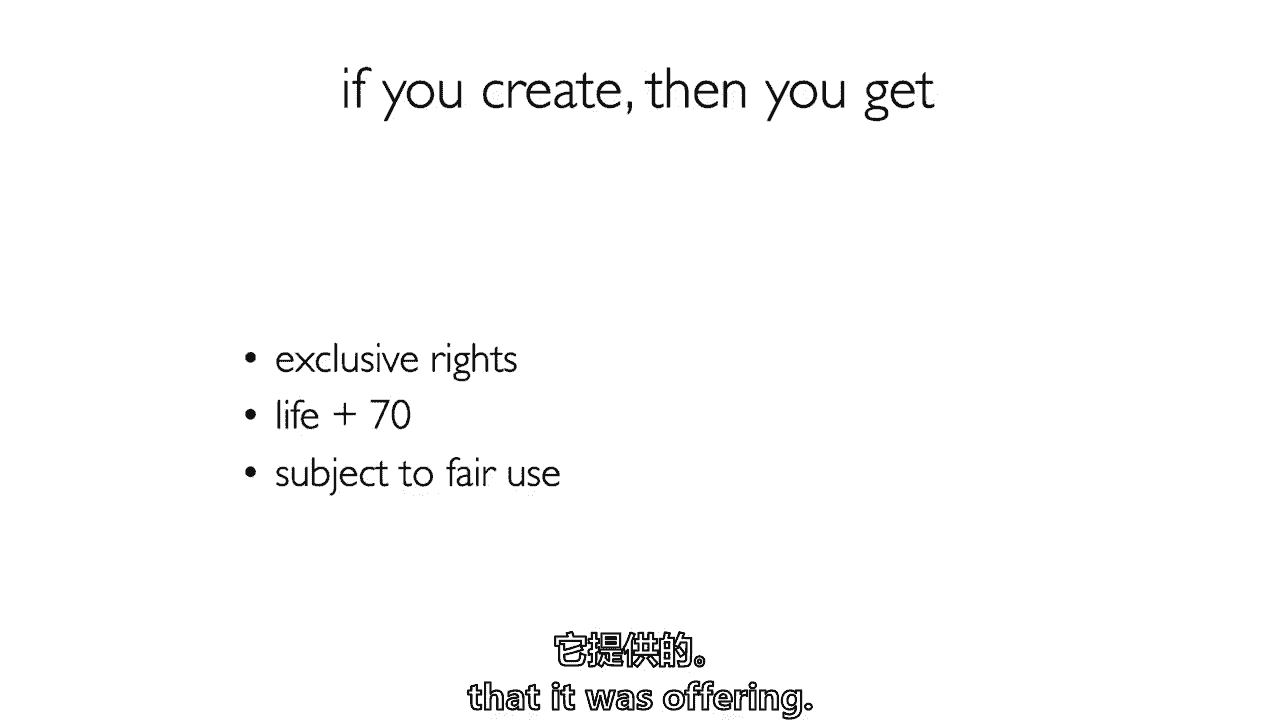 if you create, then you get
• exclusive rights
• life + 70
• subject to fair use
它提供的。
that it was offering.